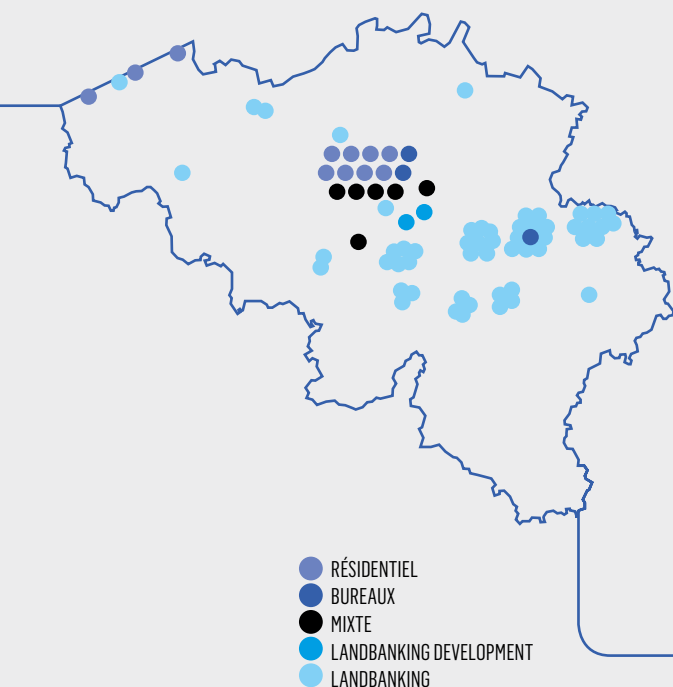 RÉSIDENTIEL
BUREAUX
MIXTE
LANDBANKING DEVELOPMENT
LANDBANKING